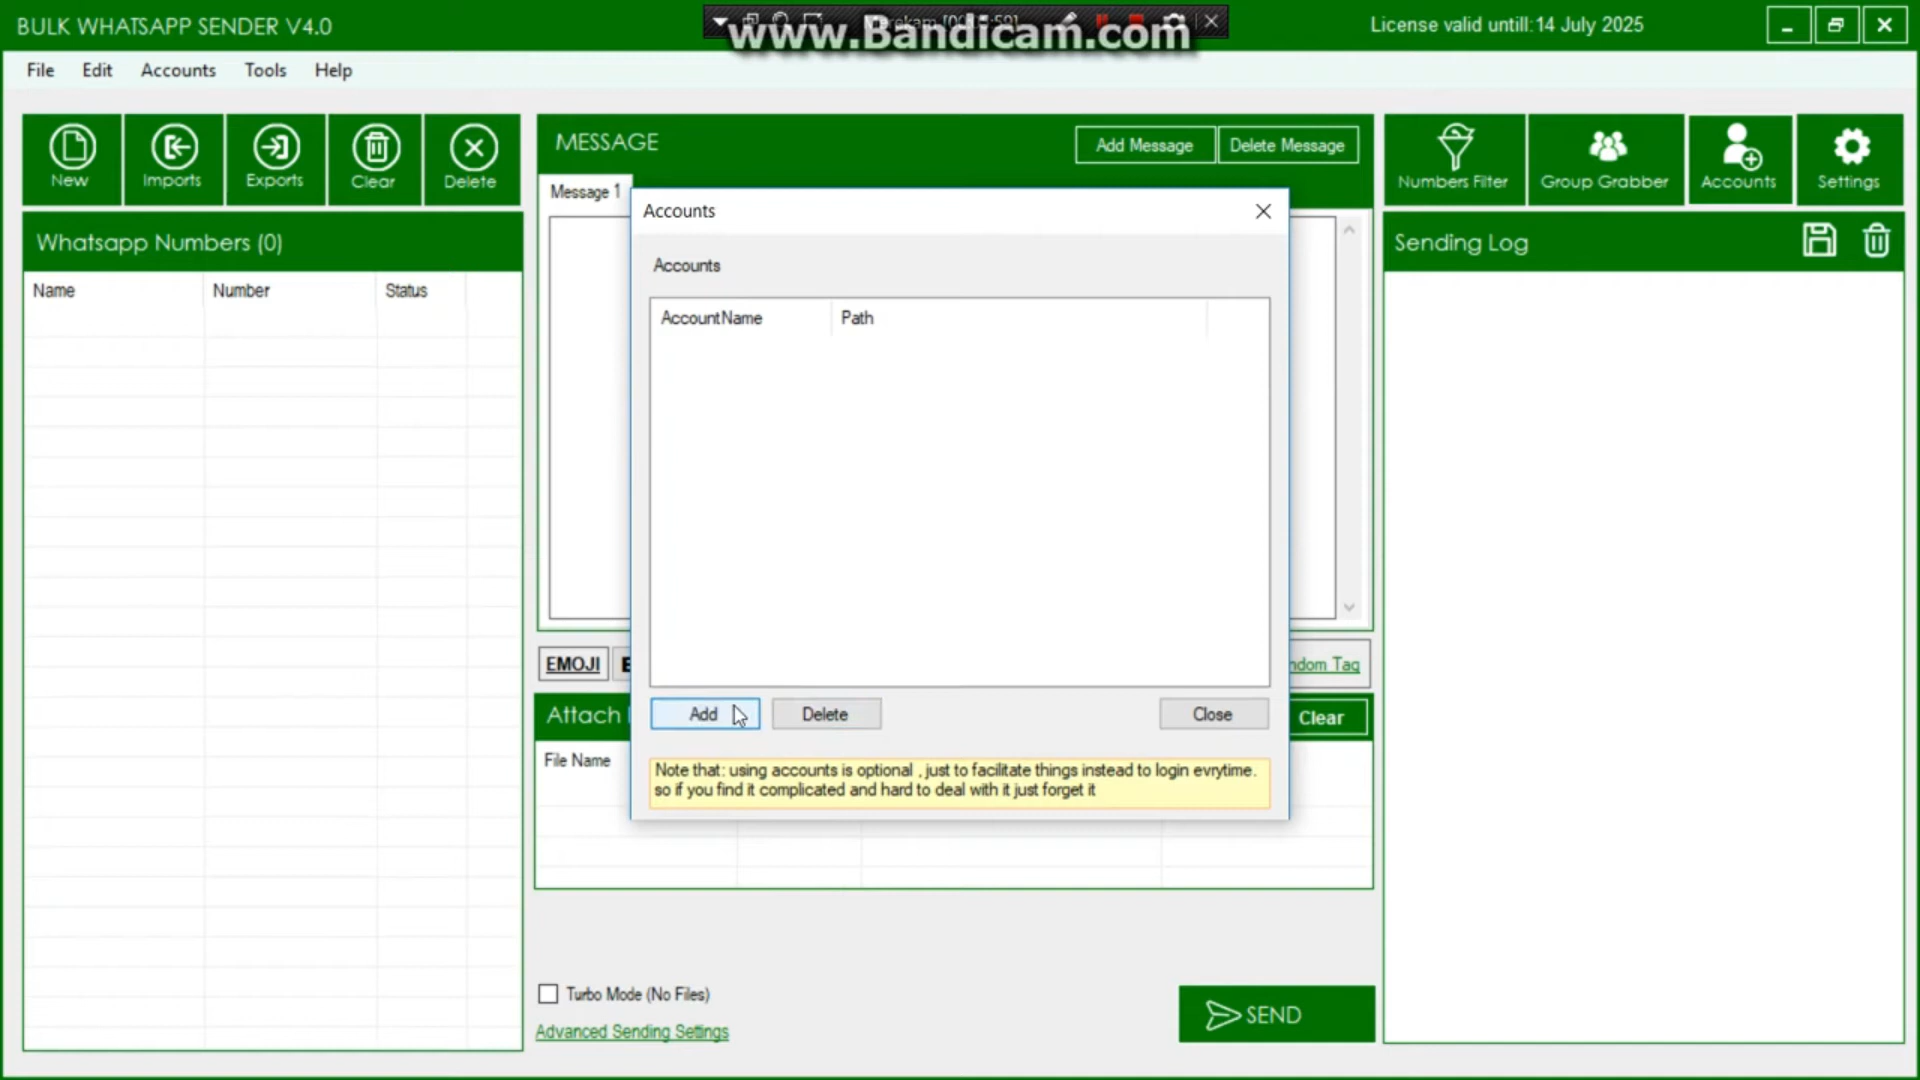 BULK WHATSAPP SENDER V4.0
www.Bandicam.com
License valid untill: 14 July 2025
File Edit Accounts Tools Help
New Imports Exports Clear Delete
MESSAGE
Add Message Delete Message
Numbers Filter Group Grabber Accounts Settings
Message 1
Whatsapp Numbers (0)
Name Number Status
Accounts
Accounts
AccountName Path
Add Delete Close
Note that: using accounts is optional , just to facilitate things instead to login evrytime.
so if you find it complicated and hard to deal with it just forget it
EMOJI
Attach
Clear
File Name
Turbo Mode (No Files)
Advanced Sending Settings
SEND
Sending Log